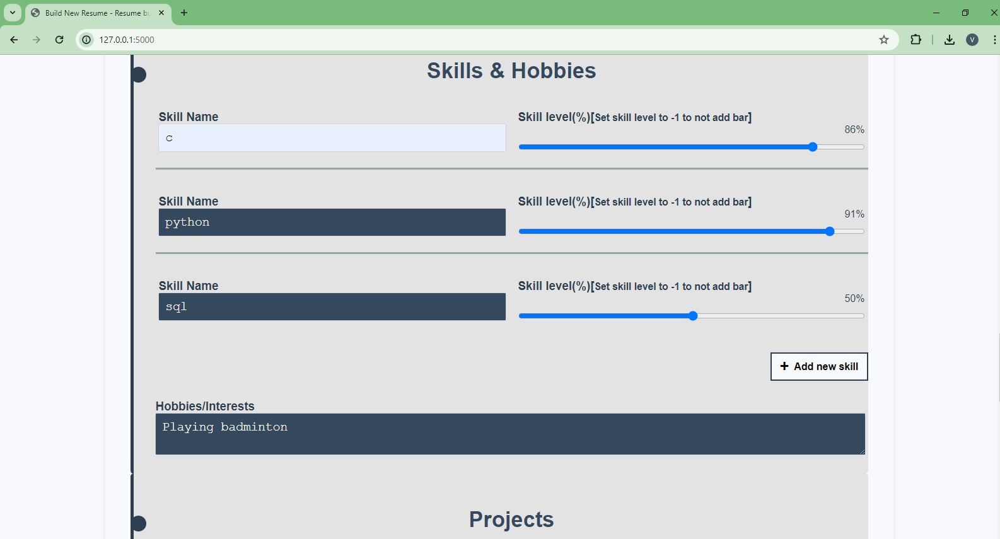 Build New Resume - Resume bu
127.0.0.1:5000
V
Skills & Hobbies
Skill Name
Skill level(%)[Set skill level to -1 to not add bar]
86%
c
Skill Name
Skill level(%)[Set skill level to -1 to not add bar]
91%
python
Skill Name
Skill level(%)[Set skill level to -1 to not add bar]
50%
sql
+ Add new skill
Hobbies/Interests
Playing badminton
Projects